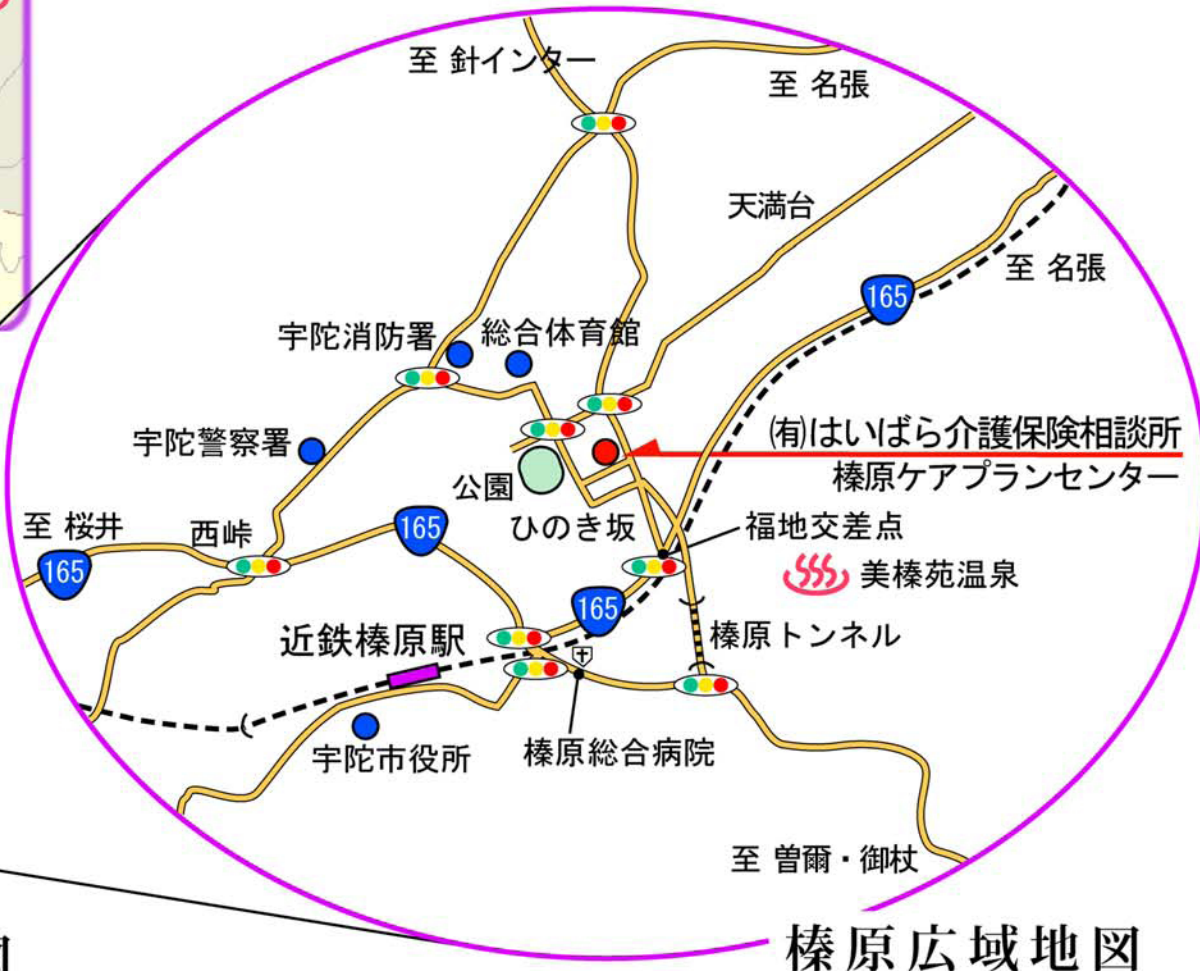 至 針インター
至 名張
天満台
至 名張
165
宇陀消防署
総合体育館
宇陀警察署
㈲はいばら介護保険相談所
榛原ケアプランセンター
公園
ひのき坂
至 桜井
西峠
165
165
福地交差点
美榛苑温泉
165
近鉄榛原駅
榛原トンネル
宇陀市役所
榛原総合病院
至 曽爾・御杖
榛原広域地図